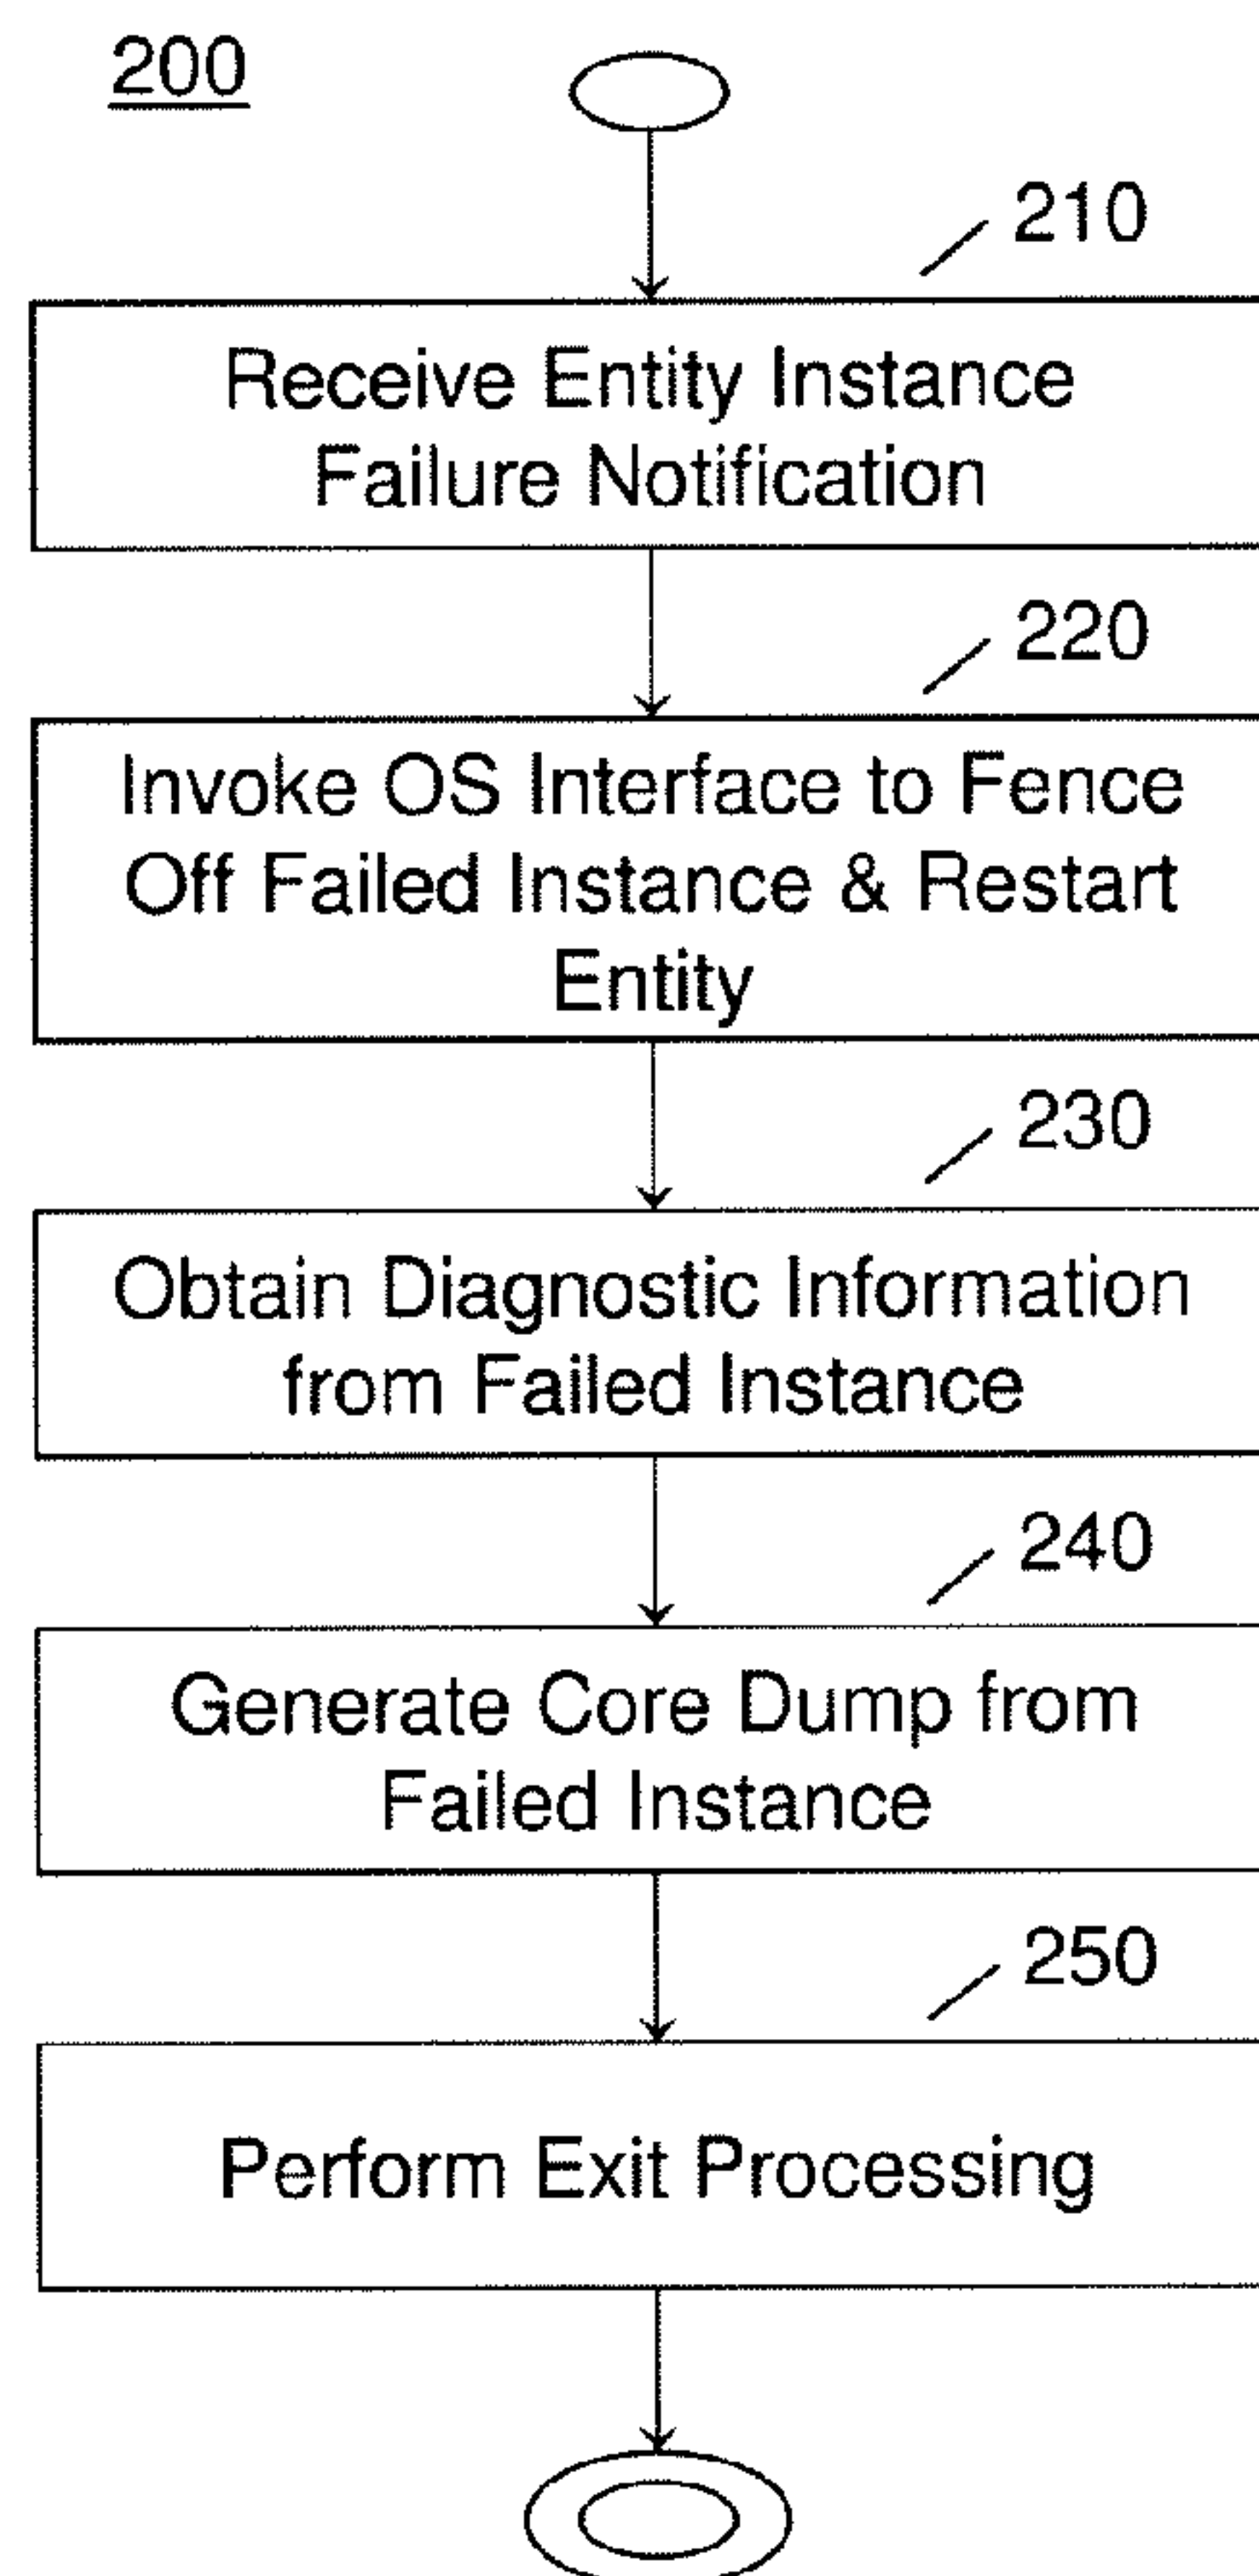 200
210
Receive Entity Instance
Failure Notification
220
Invoke OS Interface to Fence
Off Failed Instance & Restart
Entity
230
Obtain Diagnostic Information
from Failed Instance
240
Generate Core Dump from
Failed Instance
250
Perform Exit Processing